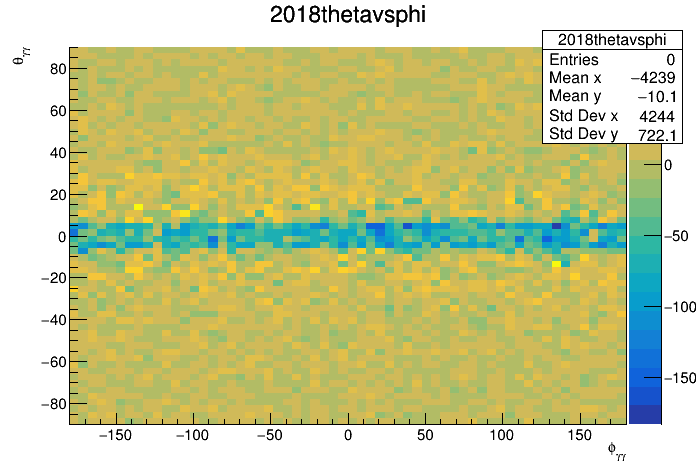 2018thetavsphi
2018thetavsphi
Entries 0
Mean x −4239
Mean y −10.1
Std Dev x 4244
Std Dev y 722.1
θγγ
80
60
40
20
0
−20
−40
−60
−80
0
−50
−100
−150
−150 −100 −50 0 50 100 150
ϕγγ